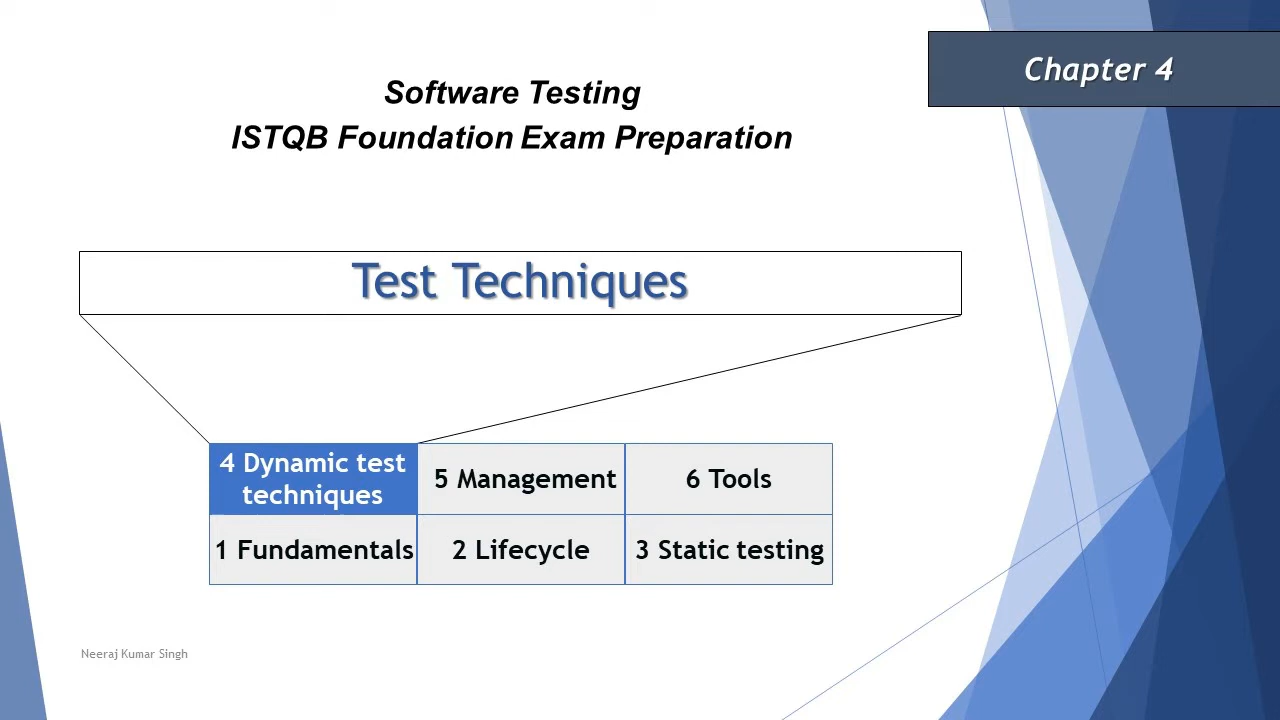 Chapter 4
Software Testing
ISTQB Foundation Exam Preparation
Test Techniques
4 Dynamic test
techniques
5 Management
6 Tools
1 Fundamentals
2 Lifecycle
3 Static testing
Neeraj Kumar Singh